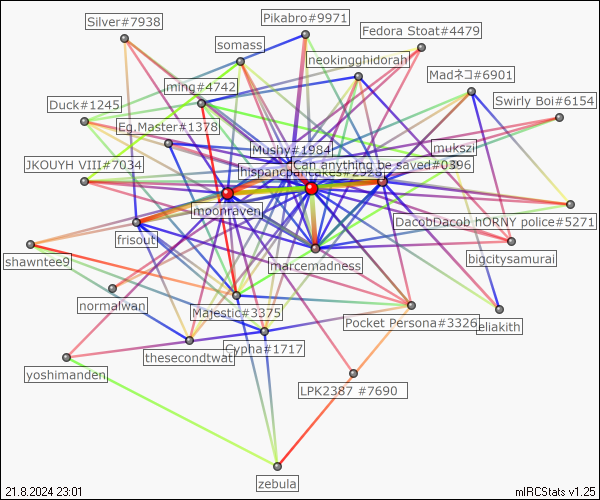 Silver#7938
Pikabro#9971
Fedora Stoat#4479
somass
neokingghidorah
Madネコ#6901
ming#4742
Swirly Boi#6154
Duck#1245
Eg.Master#1378
Mushy#1984
mukszi
JKOUYH VIII#7034
Can anything be saved#0396
moonraven
DacobDacob hORNY police#5271
frisout
bigcitysamurai
shawntee9
marcemadness
normalwan
Majestic#3375
Pocket Persona#3326
eliakith
Cypha#1717
thesecondtwat
yoshimanden
LPK2387 #7690
zebula
21.8.2024 23:01
mIRCStats v1.25